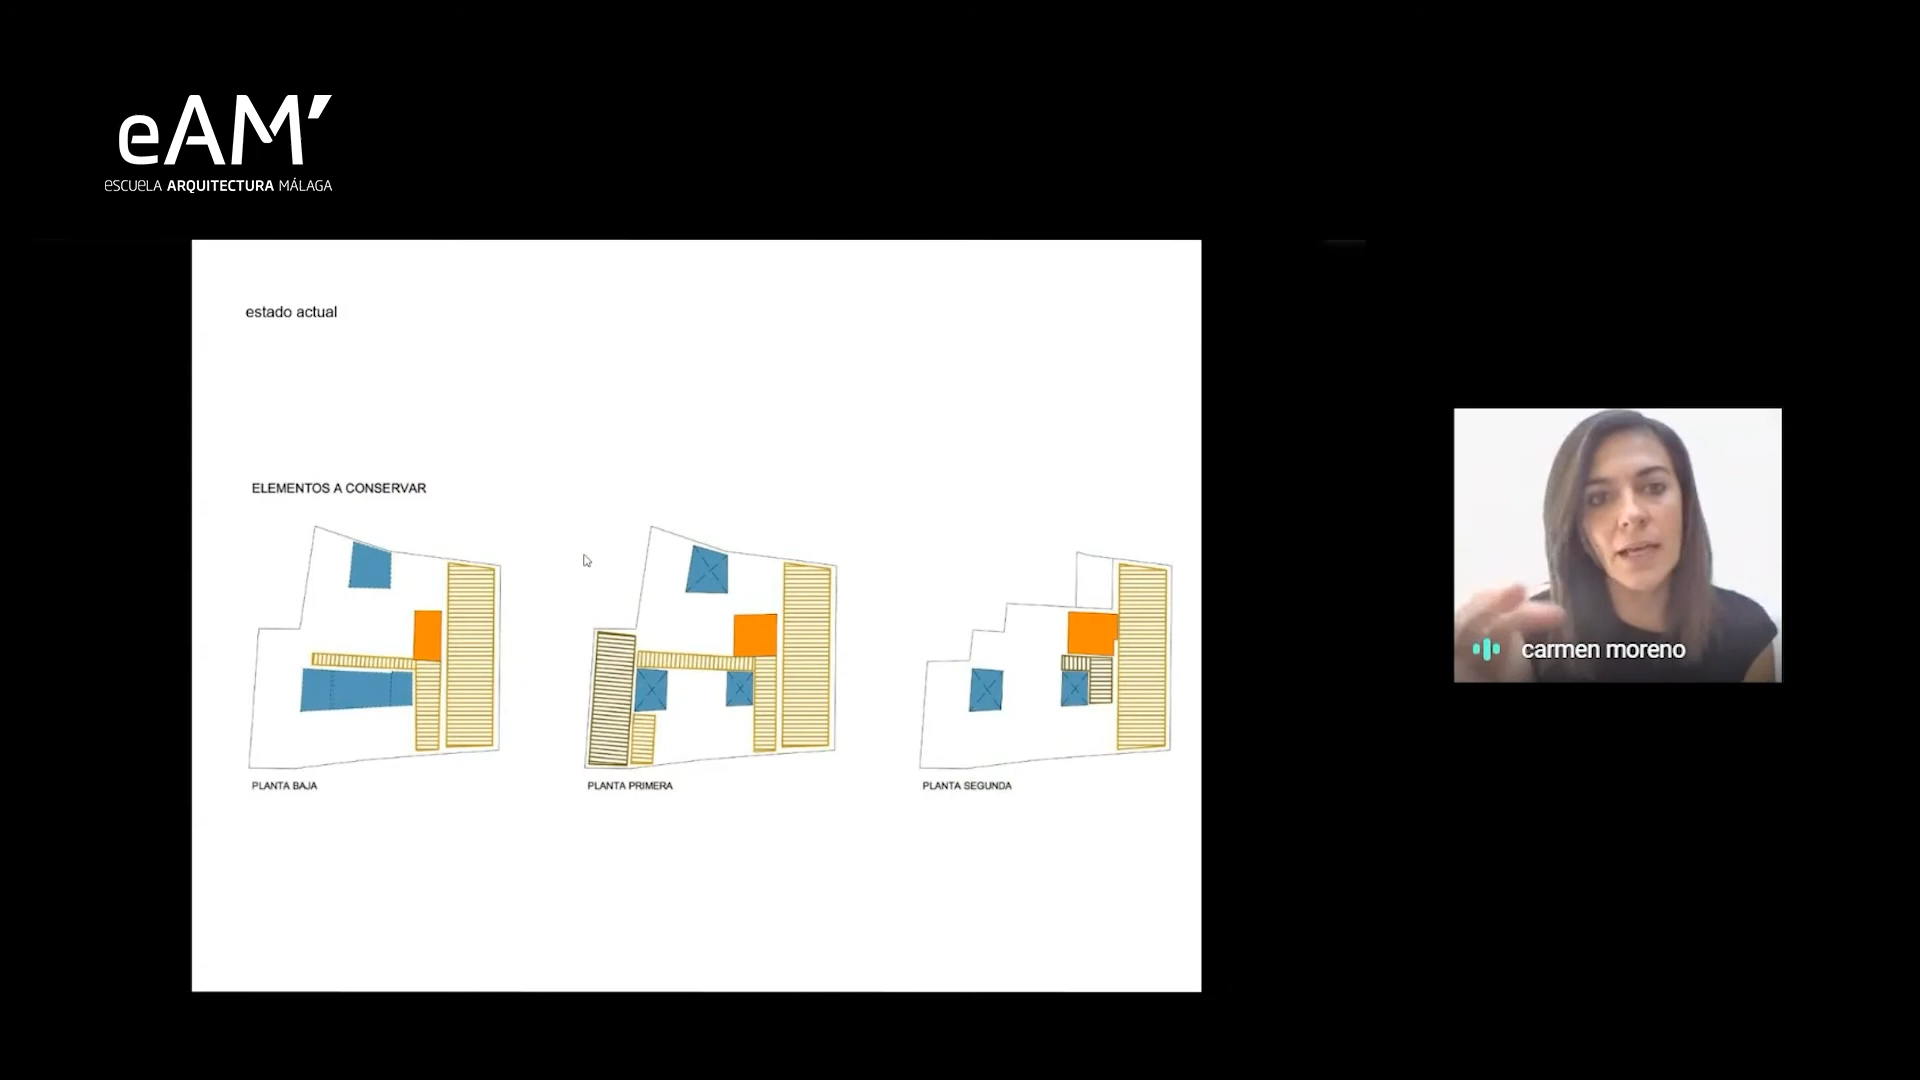 eAM'
escuela ARQUITECTURA MÁLAGA
estado actual
ELEMENTOS A CONSERVAR
PLANTA BAJA
PLANTA PRIMERA
PLANTA SEGUNDA
carmen moreno